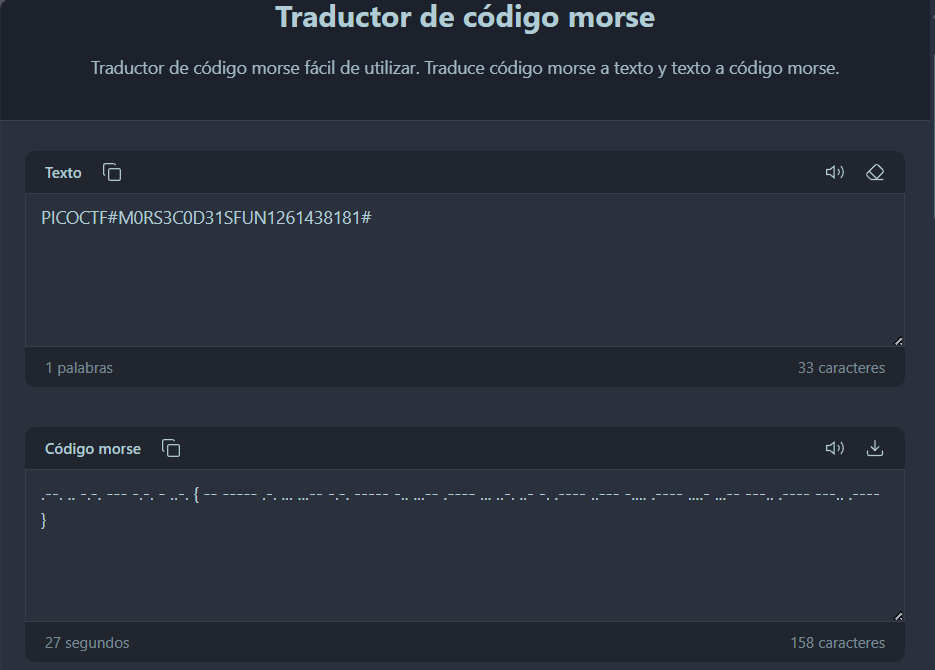 Traductor de código morse
Traductor de código morse fácil de utilizar. Traduce código morse a texto y texto a código morse.
Texto
PICOCTF#M0RS3C0D31SFUN1261438181#
1 palabras
33 caracteres
Código morse
.--. .. -.-. --- -.-. - ..-. { -- ----- .-. ... ...-- -.-. ----- -.. ...-- .---- ... ..-. ..- -. .---- ..--- -.... .---- ....- ...-- ---.. .---- ---.. .----
}
27 segundos
158 caracteres